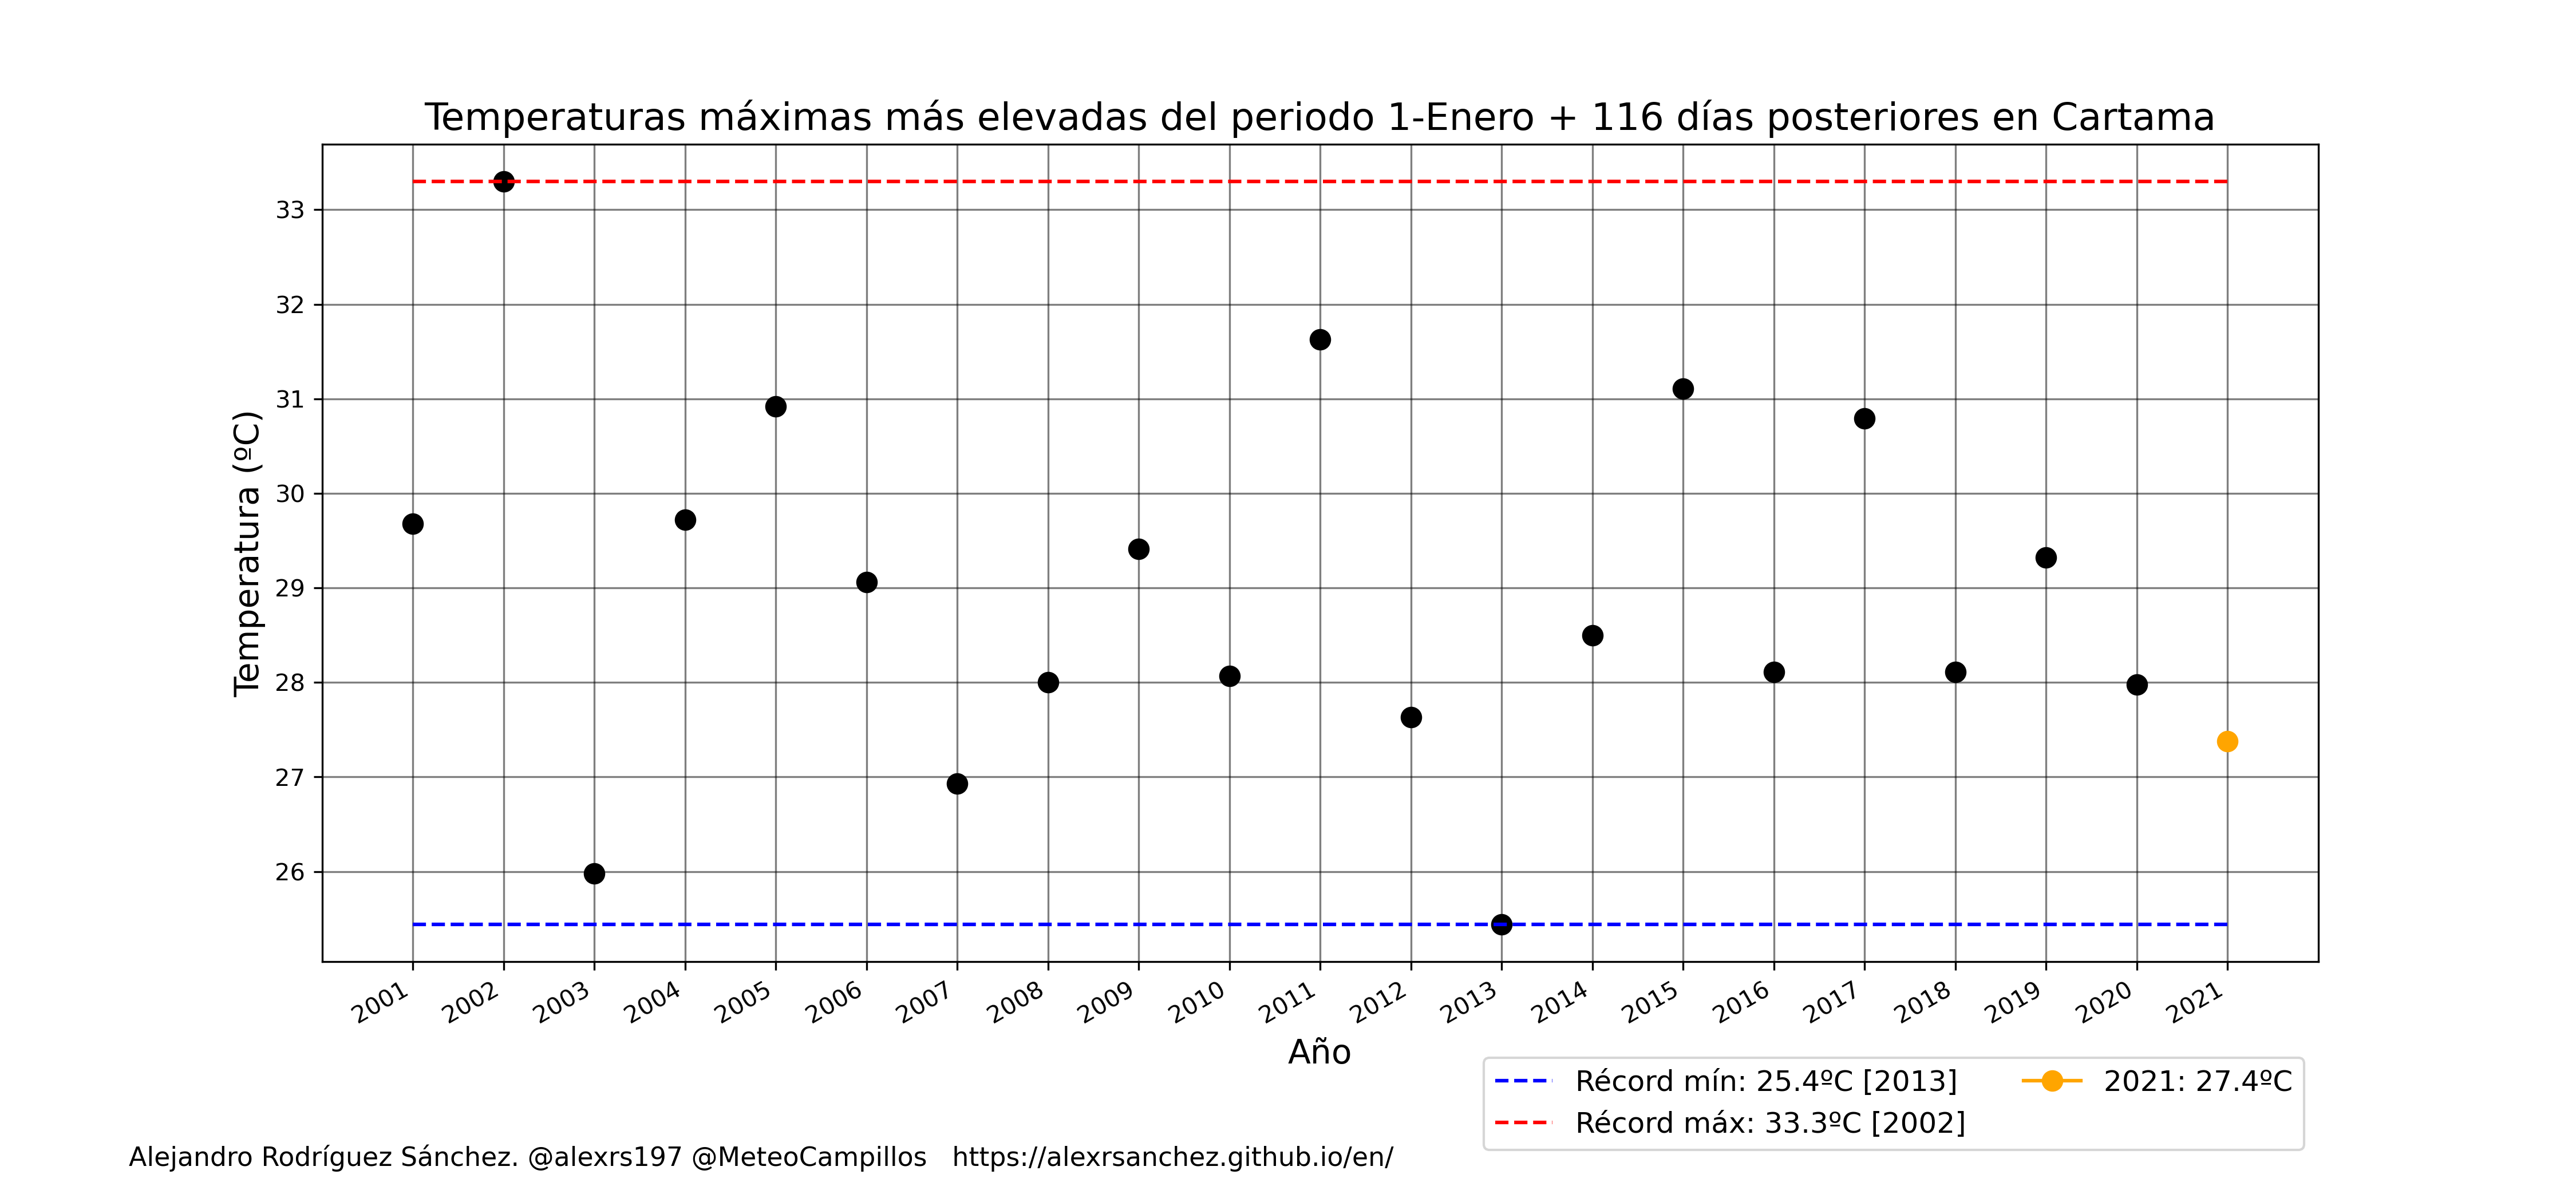 Temperaturas máximas más elevadas del periodo 1-Enero + 116 días posteriores en Cartama
Temperatura (ºC)
33
32
31
30
29
28
27
26
2001 2002 2003 2004 2005 2006 2007 2008 2009 2010 2011 2012 2013 2014 2015 2016 2017 2018 2019 2020 2021
Año
Récord mín: 25.4ºC [2013]
Récord máx: 33.3ºC [2002]
2021: 27.4ºC
Alejandro Rodríguez Sánchez. @alexrs197 @MeteoCampillos https://alexrsanchez.github.io/en/